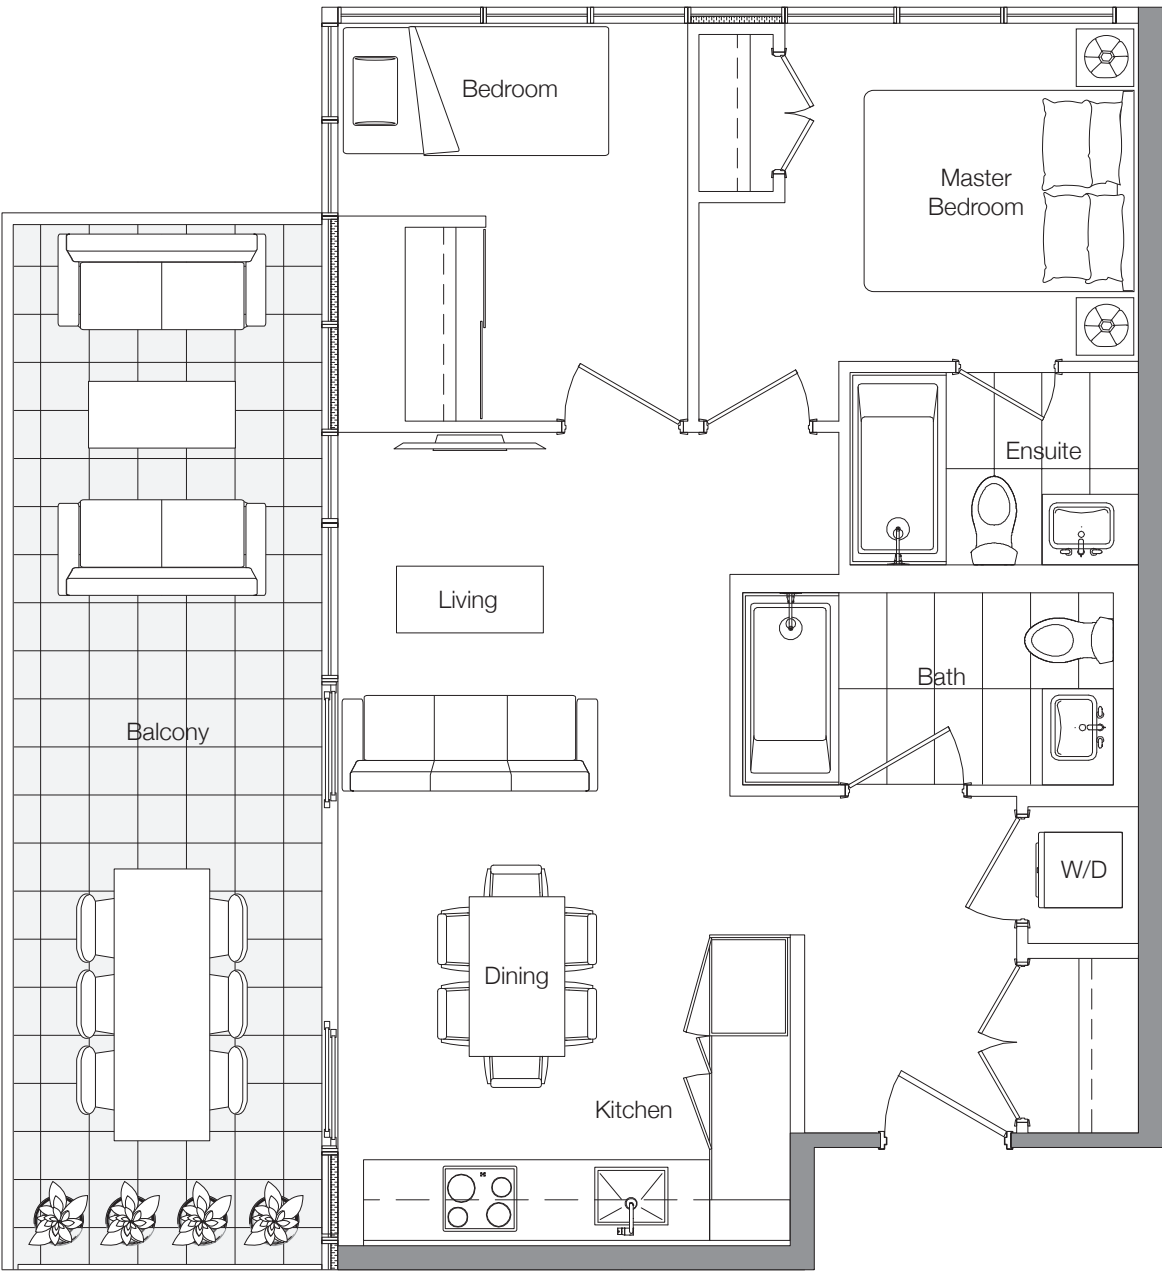 Bedroom
Master
Bedroom
Ensuite
Living
Bath
Balcony
W/D
Dining
Kitchen